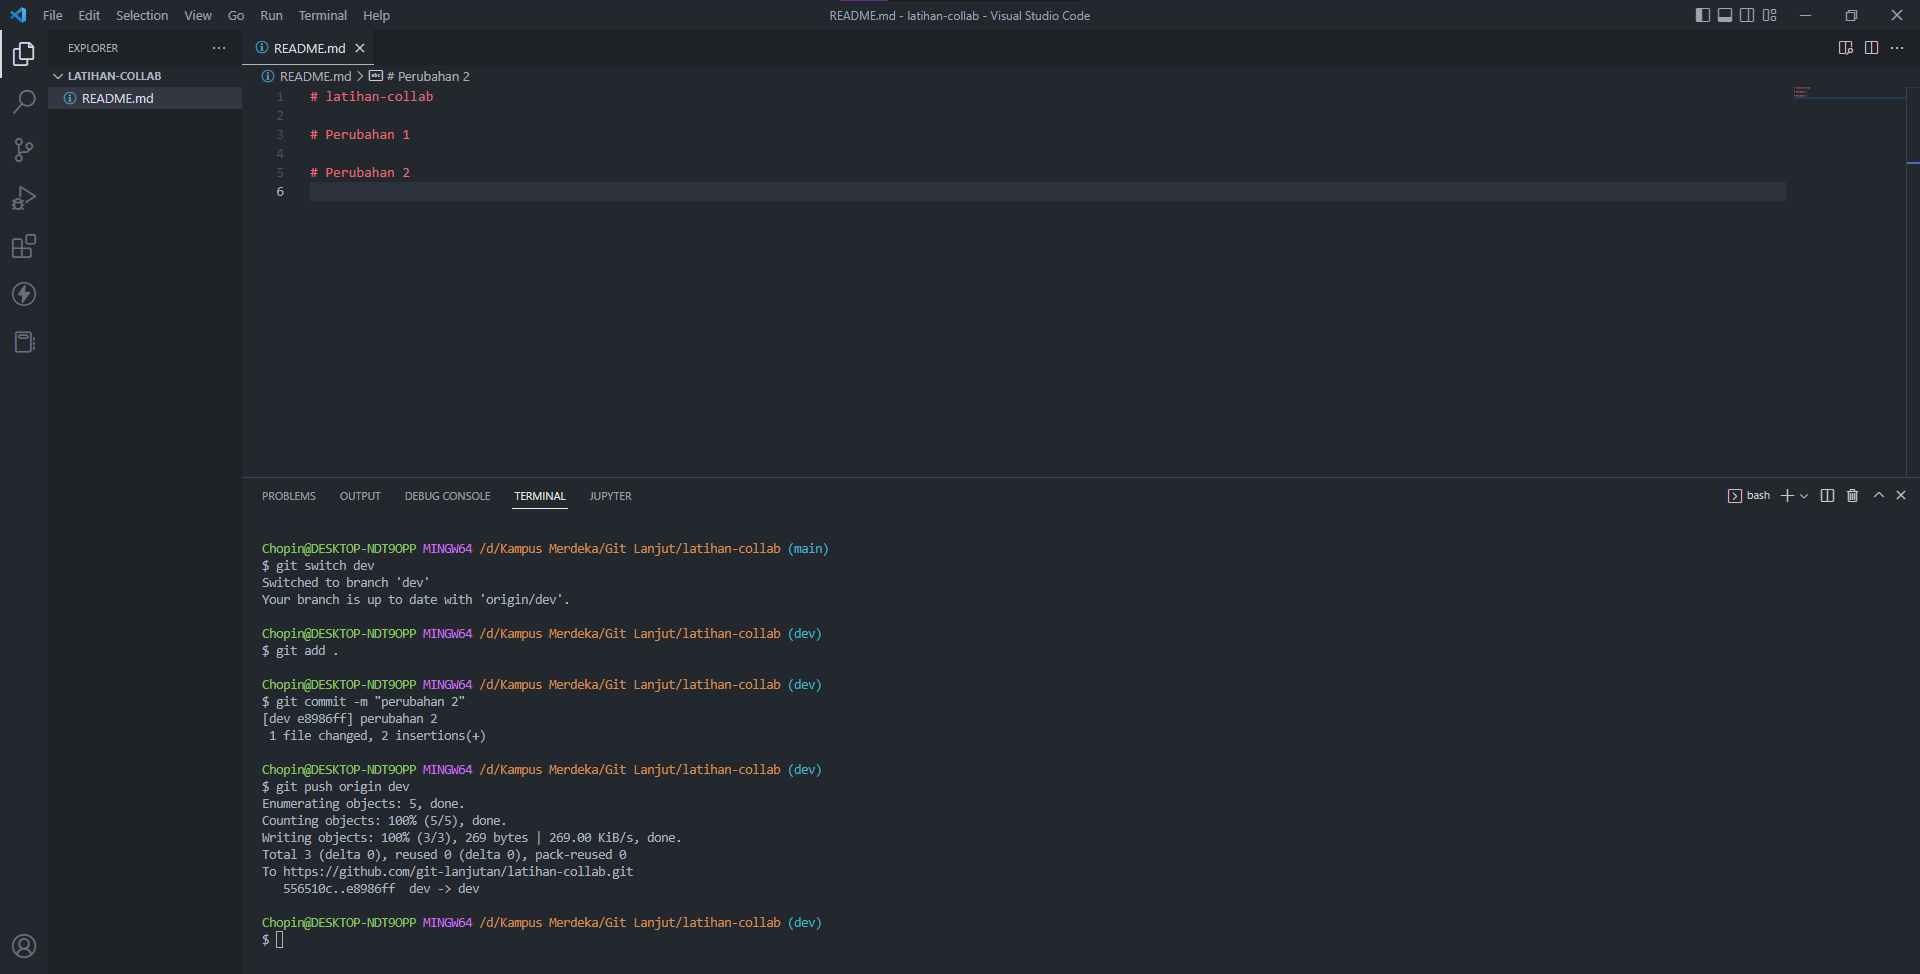 File Edit Selection View Go Run Terminal Help
README.md - latihan-collab - Visual Studio Code
EXPLORER
LATIHAN-COLLAB
README.md
README.md
README.md > # Perubahan 2
1 # latihan-collab
2
3 # Perubahan 1
4
5 # Perubahan 2
6
PROBLEMS OUTPUT DEBUG CONSOLE TERMINAL JUPYTER
bash
Chopin@DESKTOP-NDT9OPP MINGW64 /d/Kampus Merdeka/Git Lanjut/latihan-collab (main)
$ git switch dev
Switched to branch 'dev'
Your branch is up to date with 'origin/dev'.
Chopin@DESKTOP-NDT9OPP MINGW64 /d/Kampus Merdeka/Git Lanjut/latihan-collab (dev)
$ git add .
Chopin@DESKTOP-NDT9OPP MINGW64 /d/Kampus Merdeka/Git Lanjut/latihan-collab (dev)
$ git commit -m "perubahan 2"
[dev e8986ff] perubahan 2
1 file changed, 2 insertions(+)
Chopin@DESKTOP-NDT9OPP MINGW64 /d/Kampus Merdeka/Git Lanjut/latihan-collab (dev)
$ git push origin dev
Enumerating objects: 5, done.
Counting objects: 100% (5/5), done.
Writing objects: 100% (3/3), 269 bytes | 269.00 KiB/s, done.
Total 3 (delta 0), reused 0 (delta 0), pack-reused 0
To https://github.com/git-lanjutan/latihan-collab.git
556510c..e8986ff dev -> dev
Chopin@DESKTOP-NDT9OPP MINGW64 /d/Kampus Merdeka/Git Lanjut/latihan-collab (dev)
$